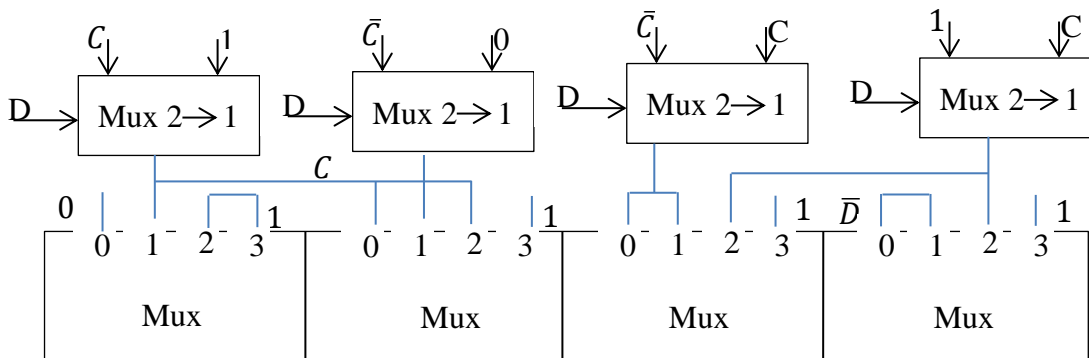 C 1 C̄ 0 C̄ C 1 C
D Mux 2→1 D Mux 2→1 D Mux 2→1 D Mux 2→1
C
0 1 1 1 D̄ 1
0 1 2 3 0 1 2 3 0 1 2 3 0 1 2 3
Mux Mux Mux Mux